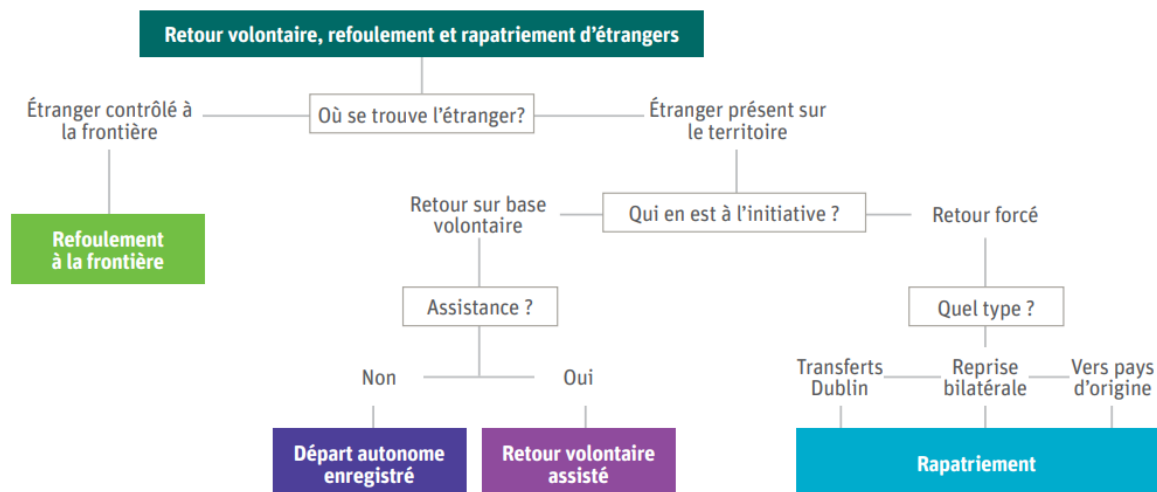 Retour volontaire, refoulement et rapatriement d’étrangers
Étranger contrôlé à
la frontière
Où se trouve l’étranger?
Étranger présent sur
le territoire
Refoulement
à la frontière
Retour sur base
volontaire
Qui en est à l’initiative ?
Retour forcé
Assistance ?
Quel type ?
Non
Oui
Transferts
Dublin
Reprise
bilatérale
Vers pays
d’origine
Départ autonome
enregistré
Retour volontaire
assisté
Rapatriement